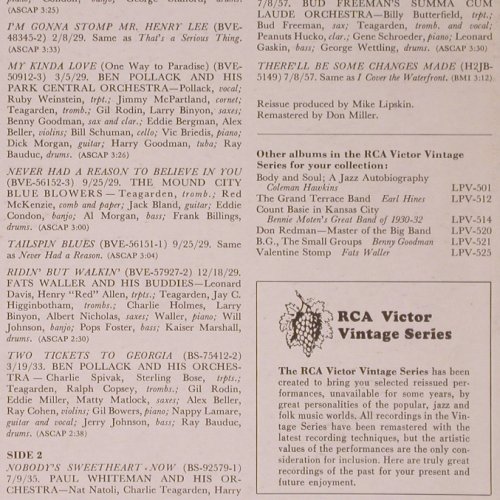 (ASCAP 3:25)
I'M GONNA STOMP MR. HENRY LEE (BVE-
48345-2) 2/8/29. Same as That's a Serious Thing.
(ASCAP 3:33)
MY KINDA LOVE (One Way to Paradise) (BVE-
50912-3) 3/5/29. BEN POLLACK AND HIS
PARK CENTRAL ORCHESTRA—Pollack, vocal;
Ruby Weinstein, trpt.; Jimmy McPartland, cornet;
Teagarden, tromb.; Gil Rodin, Larry Binyon, saxes;
Benny Goodman, sax and clar.; Eddie Bergman, Alex
Beller, violins; Bill Schuman, cello; Vic Briedis, piano;
Dick Morgan, guitar; Harry Goodman, tuba; Ray
Bauduc, drums. (ASCAP 3:26)
NEVER HAD A REASON TO BELIEVE IN YOU
(BVE-56152-3) 9/25/29. THE MOUND CITY
BLUE BLOWERS — Teagarden, tromb.; Red
McKenzie, comb and paper; Jack Bland, guitar; Eddie
Condon, banjo; Al Morgan, bass; Frank Billings,
drums. (ASCAP 3:00)
TAILSPIN BLUES (BVE-56151-1) 9/25/29. Same
as Never Had a Reason. (ASCAP 3:04)
RIDIN' BUT WALKIN' (BVE-57927-2) 12/18/29.
FATS WALLER AND HIS BUDDIES—Leonard
Davis, Henry "Red" Allen, trpts.; Teagarden, Jay C.
Higginbotham, trombs.; Charlie Holmes, Larry
Binyon, Albert Nicholas, saxes; Waller, piano; Will
Johnson, banjo; Pops Foster, bass; Kaiser Marshall,
drums. (ASCAP 2:30)
TWO TICKETS TO GEORGIA (BS-75412-2)
3/19/33. BEN POLLACK AND HIS ORCHES-
TRA — Charlie Spivak, Sterling Bose, trpts.;
Teagarden, Ralph Copsey, trombs.; Gil Rodin,
Eddie Miller, Matty Matlock, saxes; Alex Beller,
Ray Cohen, violins; Gil Bowers, piano; Nappy Lamare,
guitar and vocal; Jerry Johnson, bass; Ray Bauduc,
drums. (ASCAP 2:38)
SIDE 2
NOBODY'S SWEETHEART NOW (BS-92579-1)
7/9/35. PAUL WHITEMAN AND HIS OR-
CHESTRA—Nat Natoli, Charlie Teagarden, Harry
7/8/57. BUD FREEMAN'S SUMMA CUM
LAUDE ORCHESTRA—Billy Butterfield, trpt.;
Bud Freeman, sax; Teagarden, tromb. and vocal;
Peanuts Hucko, clar.; Gene Schroeder, piano; Leonard
Gaskin, bass; George Wettling, drums. (ASCAP 3:30)
THERE'LL BE SOME CHANGES MADE (H2JB-
5149) 7/8/57. Same as I Cover the Waterfront. (BMI 3:12)
Reissue produced by Mike Lipskin.
Remastered by Don Miller.
Other albums in the RCA Victor Vintage
Series for your collection:
Body and Soul; A Jazz Autobiography
Coleman Hawkins LPV-501
The Grand Terrace Band Earl Hines LPV-512
Count Basie in Kansas City
Bennie Moten's Great Band of 1930-32 LPV-514
Don Redman—Master of the Big Band LPV-520
B.G., The Small Groups Benny Goodman LPV-521
Valentine Stomp Fats Waller LPV-525
RCA Victor
Vintage Series
The RCA Victor Vintage Series has been
created to bring you selected reissued per-
formances, unavailable for some years, by
great personalities of the popular, jazz and
folk music worlds. All recordings in the Vin-
tage Series have been remastered with the
latest recording techniques, but the artistic
values of the performances are the only con-
sideration for inclusion. Here are truly great
recordings of the past for your present and
future enjoyment.